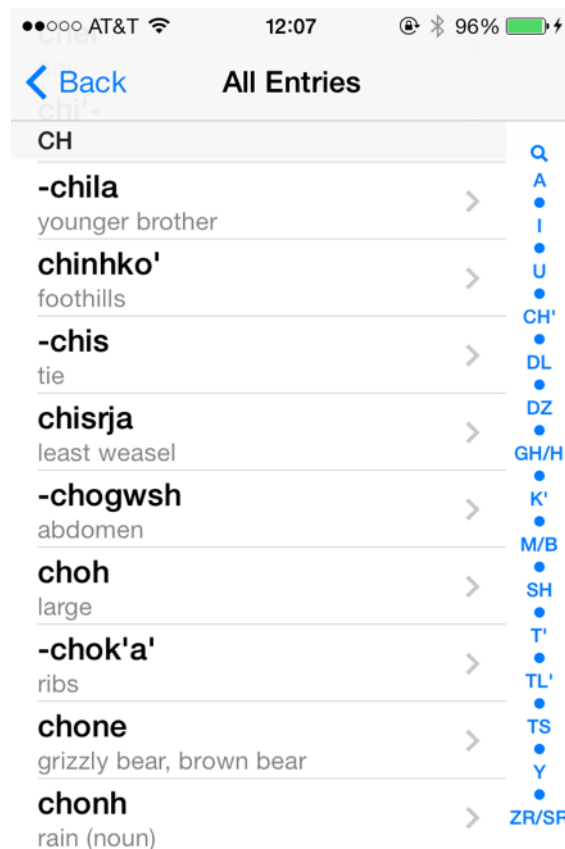 AT&T 12:07 96%
Back All Entries
chi'-
CH
-chila
younger brother
chinhko'
foothills
-chis
tie
chisrja
least weasel
-chogwsh
abdomen
choh
large
-chok'a'
ribs
chone
grizzly bear, brown bear
chonh
rain (noun)
A
I
U
CH'
DL
DZ
GH/H
K'
M/B
SH
T'
TL'
TS
Y
ZR/SR